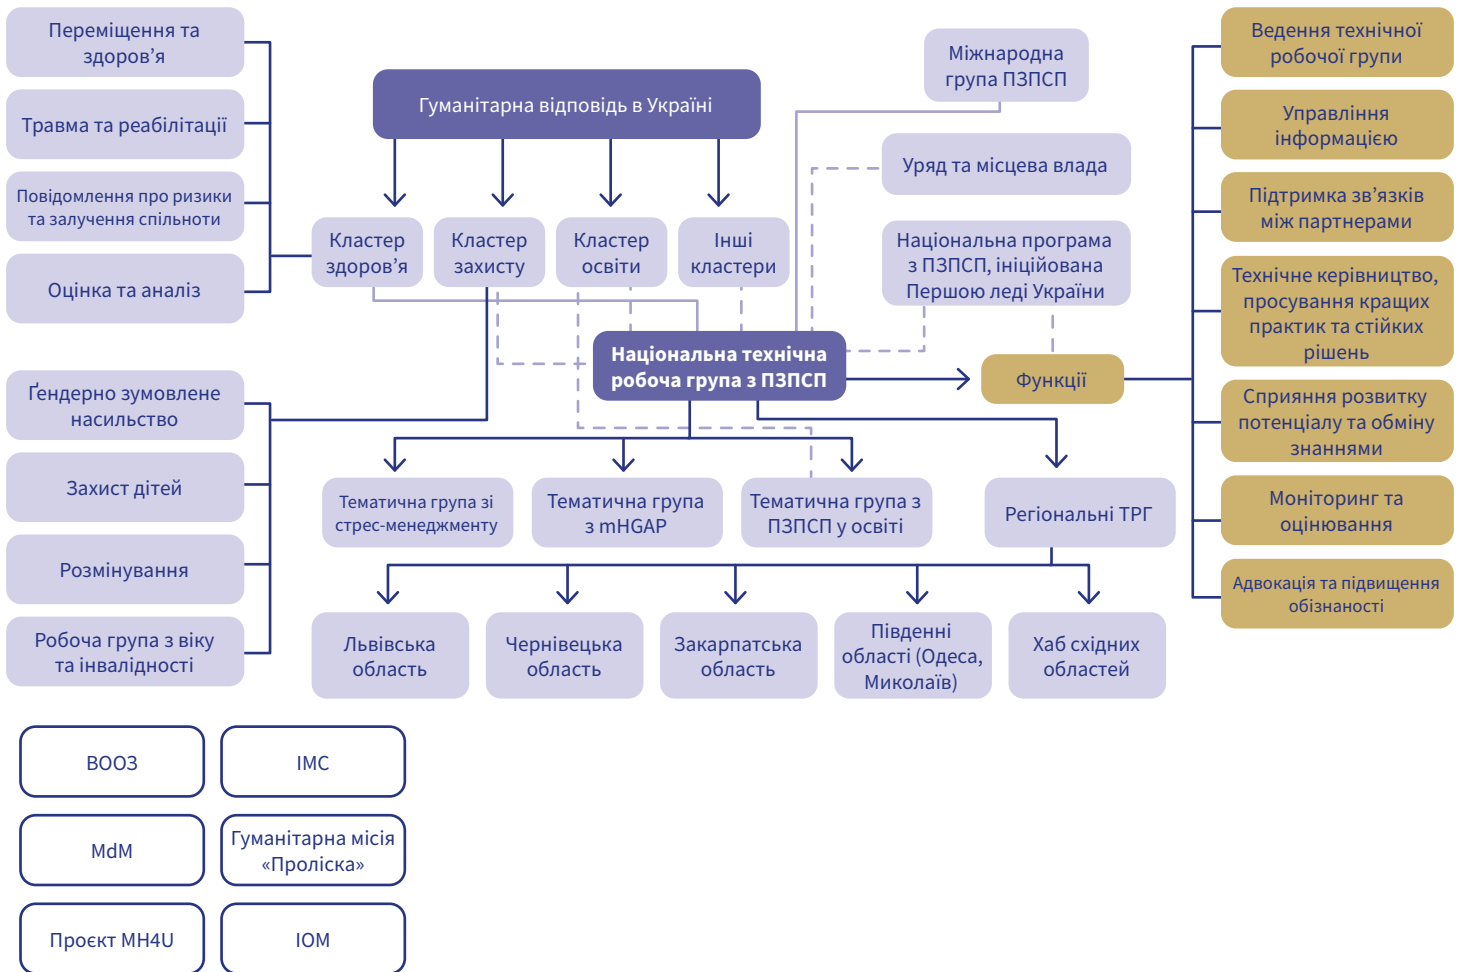 Переміщення та
здоров’я
Травма та реабілітації
Повідомлення про ризики
та залучення спільноти
Оцінка та аналіз
Гуманітарна відповідь в Україні
Міжнародна
група ПЗПСП
Уряд та місцева влада
Національна програма
з ПЗПСП, ініційована
Першою леді України
Кластер
здоров’я
Кластер
захисту
Кластер
освіти
Інші
кластери
Національна технічна
робоча група з ПЗПСП
Функції
Ведення технічної
робочої групи
Управління
інформацією
Підтримка зв’язків
між партнерами
Технічне керівництво,
просування кращих
практик та стійких
рішень
Сприяння розвитку
потенціалу та обміну
знаннями
Моніторинг та
оцінювання
Адвокація та підвищення
обізнаності
Ґендерно зумовлене
насильство
Захист дітей
Розмінування
Робоча група з віку
та інвалідності
Тематична група зі
стрес-менеджменту
Тематична група
з mHGAP
Тематична група з
ПЗПСП у освіті
Регіональні ТРГ
Львівська
область
Чернівецька
область
Закарпатська
область
Південні
області (Одеса,
Миколаїв)
Хаб східних
областей
ВООЗ
IMC
MdM
Гуманітарна місія
«Проліска»
Проєкт MH4U
IOM